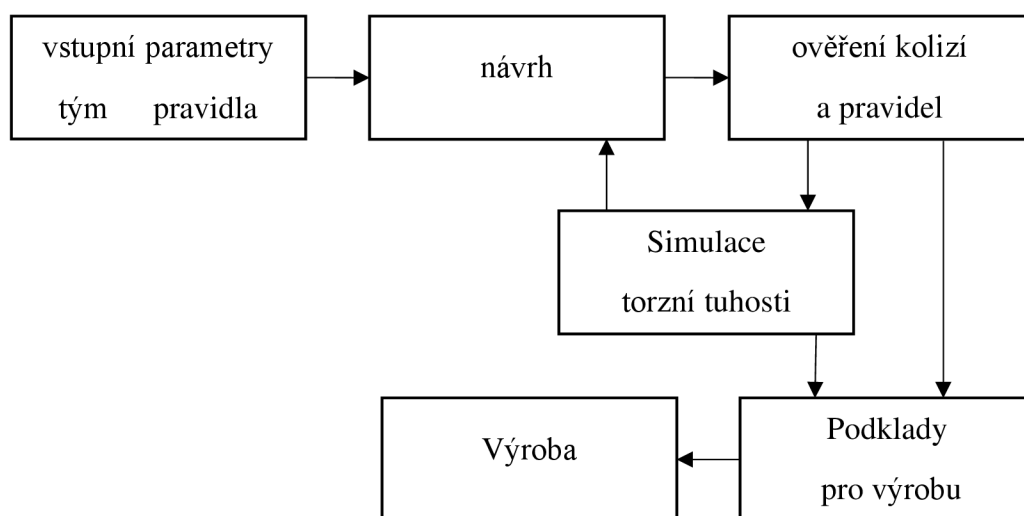 vstupní parametry
tým pravidla
návrh
ověření kolizí
a pravidel
Simulace
torzní tuhosti
Podklady
pro výrobu
Výroba